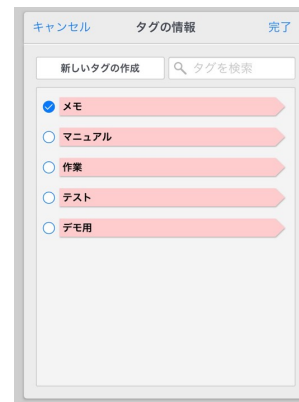 キャンセル タグの情報 完了
新しいタグの作成 タグを検索
メモ
マニュアル
作業
テスト
デモ用